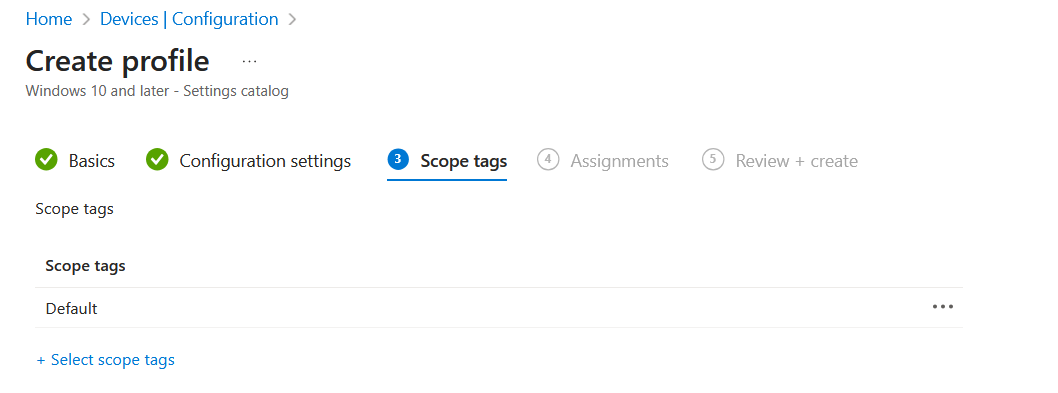 Home > Devices | Configuration >
Create profile ...
Windows 10 and later - Settings catalog
Basics Configuration settings 3 Scope tags 4 Assignments 5 Review + create
Scope tags
Scope tags
Default ...
+ Select scope tags